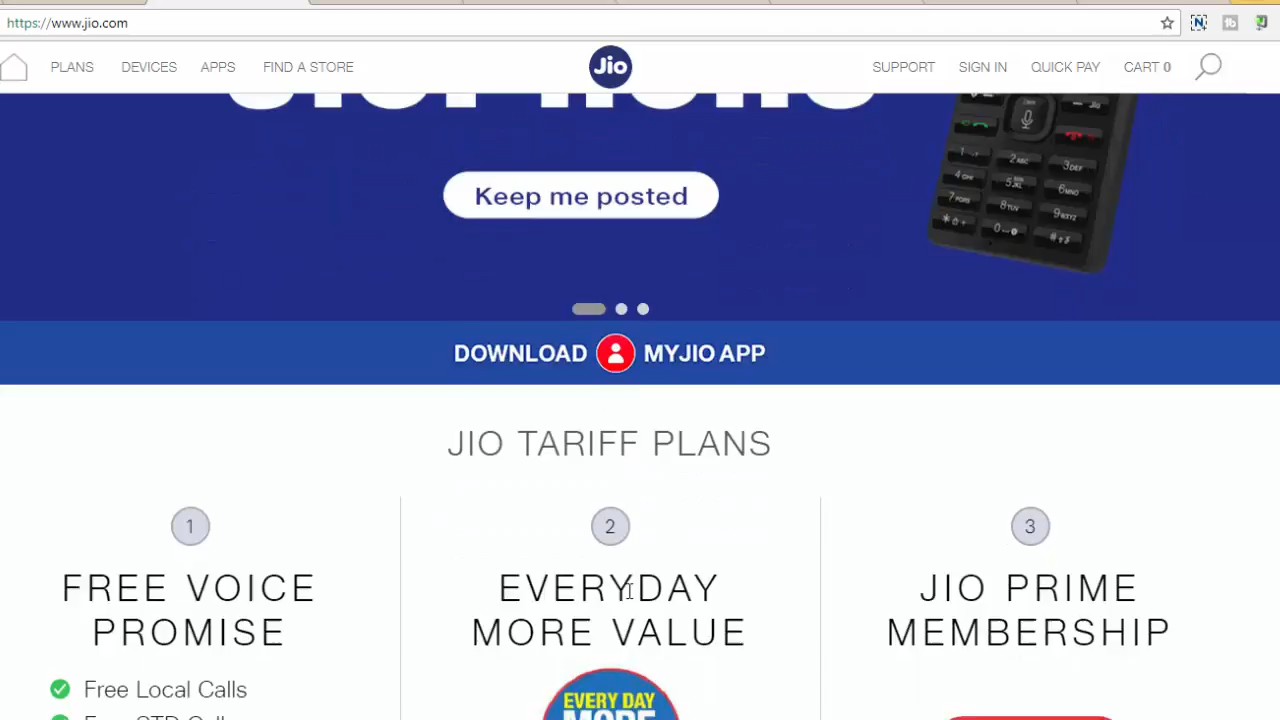 https://www.jio.com
PLANS DEVICES APPS FIND A STORE Jio SUPPORT SIGN IN QUICK PAY CART 0
Keep me posted
DOWNLOAD MYJIO APP
JIO TARIFF PLANS
1
FREE VOICE
PROMISE
Free Local Calls
2
EVERYDAY
MORE VALUE
EVERY DAY
MORE
3
JIO PRIME
MEMBERSHIP